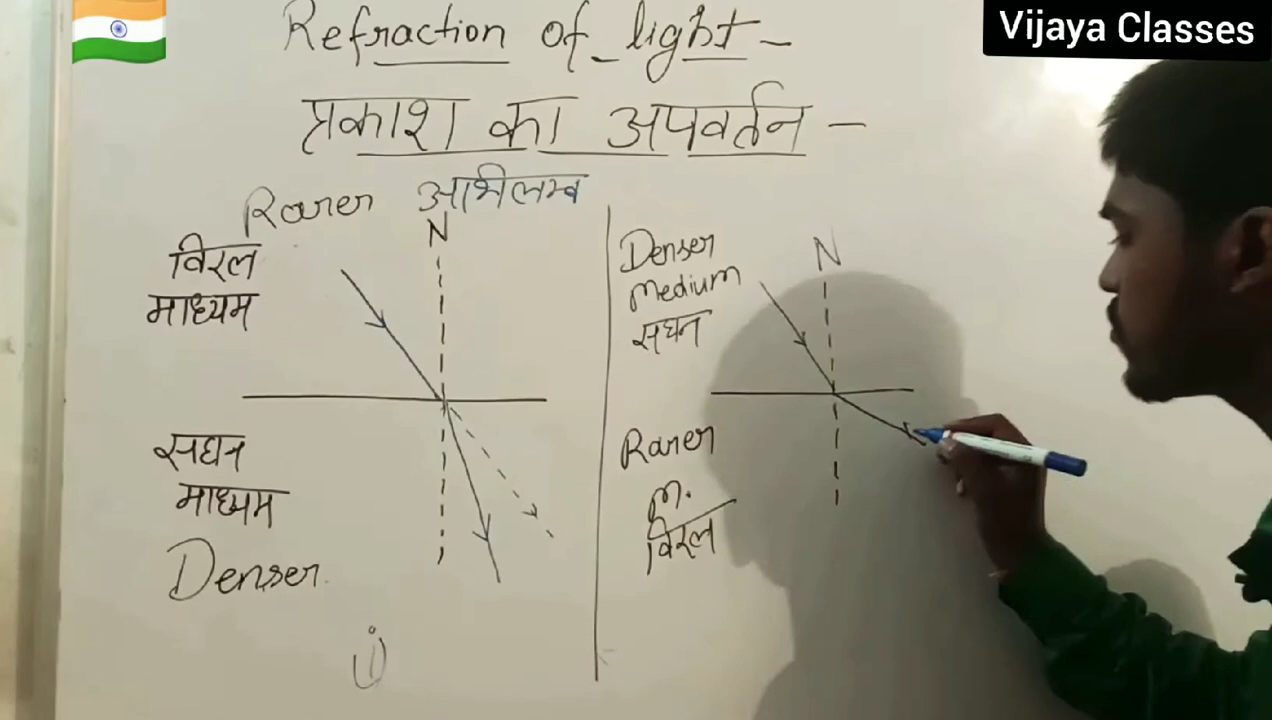 Vijaya Classes
Refraction of light -
प्रकाश का अपवर्तन -
Rarer
अभिलम्ब
N
विरल
माध्यम
सघन
माध्यम
Denser
(i)
Denser
Medium
सघन
N
Rarer
m.
विरल